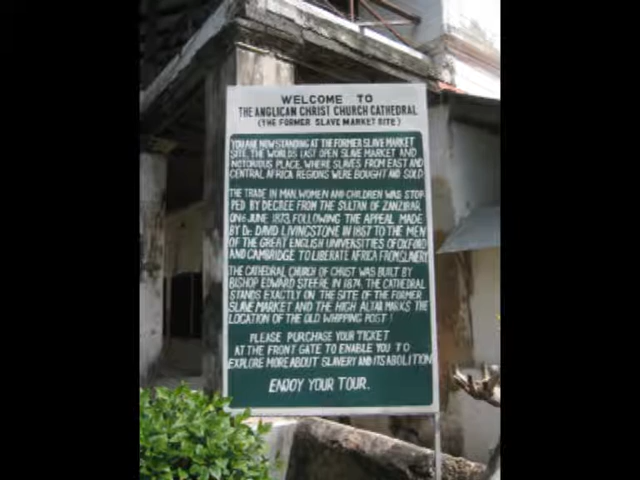 WELCOME TO
THE ANGLICAN CHRIST CHURCH CATHEDRAL
(THE FORMER SLAVE MARKET SITE)
YOU ARE NOW STANDING AT THE FORMER SLAVE MARKET
SITE, THE WORLDS LAST OPEN SLAVE MARKET AND
NOTORIOUS PLACE, WHERE SLAVES FROM EAST AND
CENTRAL AFRICA REGIONS WERE BOUGHT AND SOLD
THE TRADE IN MAN, WOMEN AND CHILDREN WAS STOP
PED BY DECREE FROM THE SULTAN OF ZANZIBAR
ON 6 JUNE 1873, FOLLOWING THE APPEAL MADE
BY Dr. DAVID LIVINGSTONE IN 1857 TO THE MEN
OF THE GREAT ENGLISH UNIVERSITIES OF OXFORD
AND CAMBRIDGE TO LIBERATE AFRICA FROM SLAVERY
THE CATHEDRAL CHURCH OF CHRIST WAS BUILT BY
BISHOP EDWARD STEERE IN 1874. THE CATHEDRAL
STANDS EXACTLY ON THE SITE OF THE FORMER
SLAVE MARKET AND THE HIGH ALTAR MARKS THE
LOCATION OF THE OLD WHIPPING POST!
PLEASE PURCHASE YOUR TICKET
AT THE FRONT GATE TO ENABLE YOU TO
EXPLORE MORE ABOUT SLAVERY AND ITS ABOLITION
ENJOY YOUR TOUR.